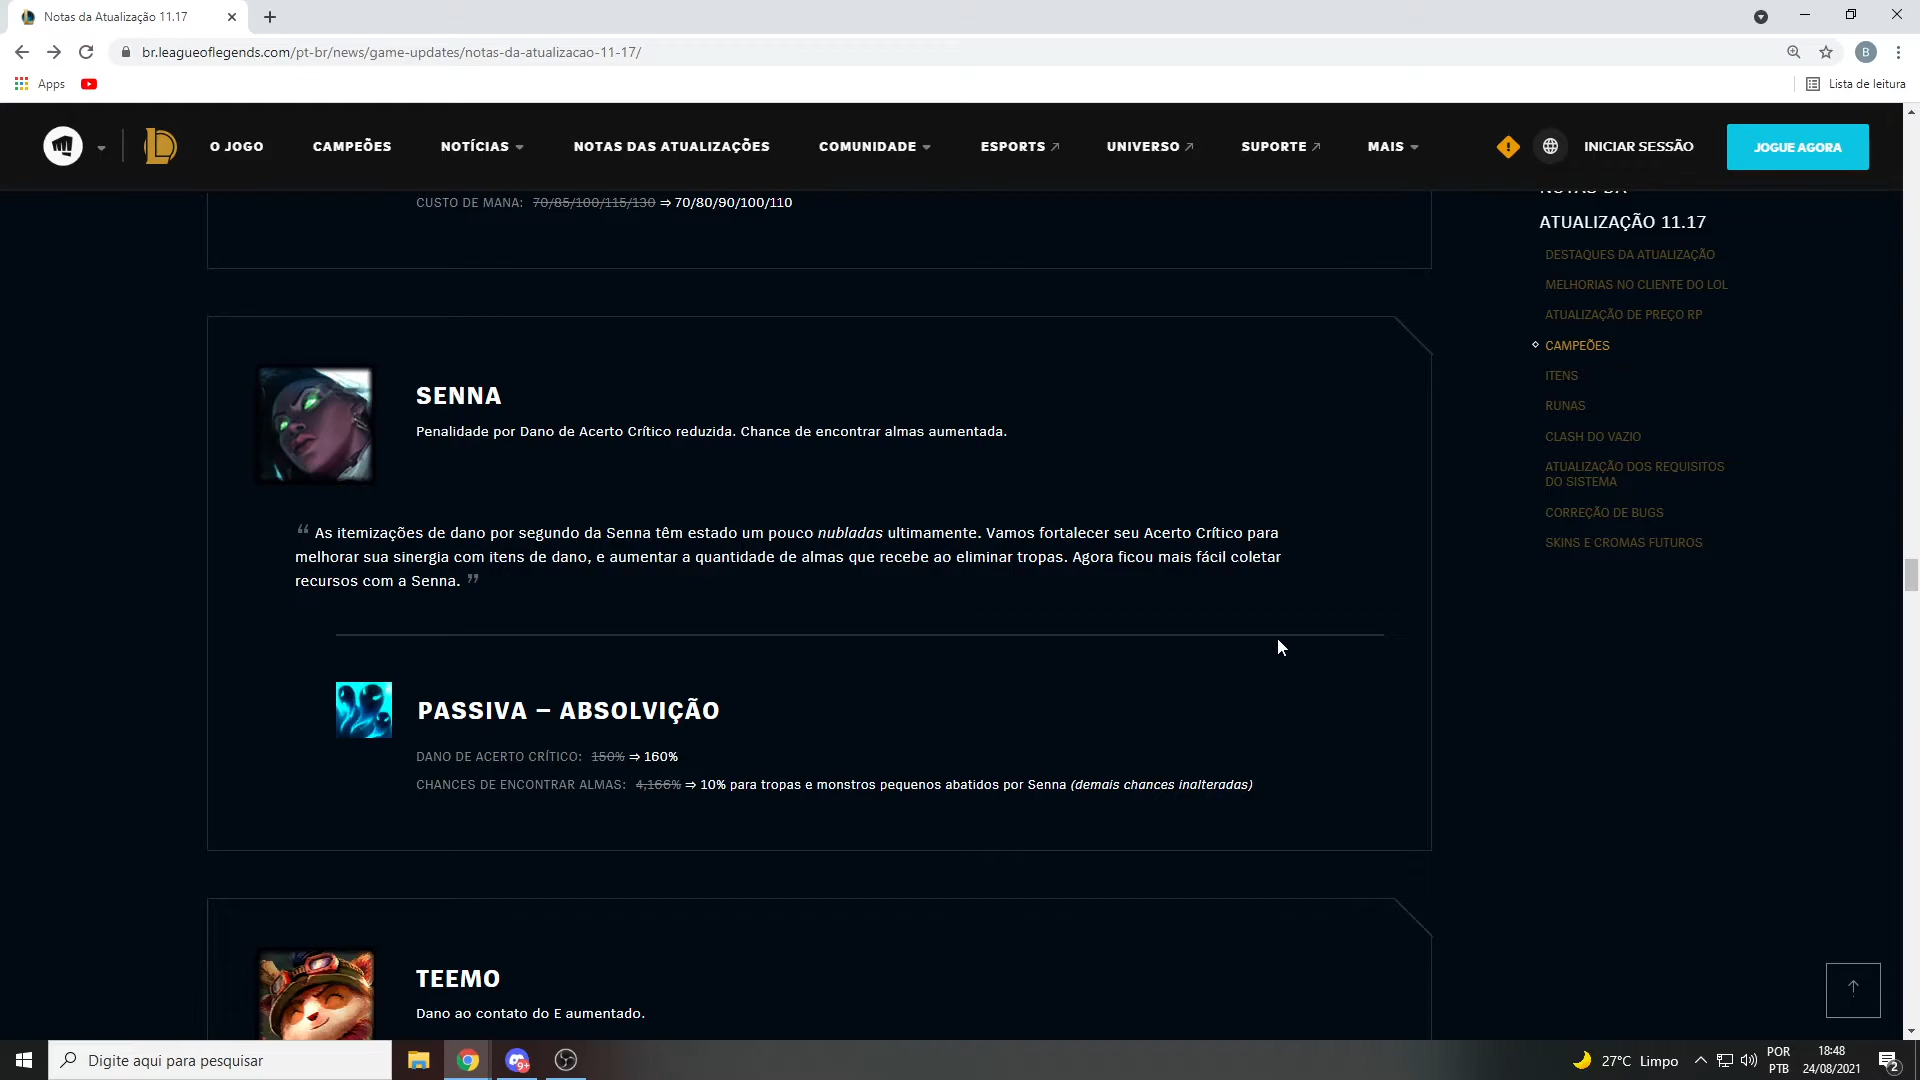 Notas da Atualização 11.17
br.leagueoflegends.com/pt-br/news/game-updates/notas-da-atualizacao-11-17/
B
Apps
Lista de leitura
O JOGO
CAMPEÕES
NOTÍCIAS
NOTAS DAS ATUALIZAÇÕES
COMUNIDADE
ESPORTS
UNIVERSO
SUPORTE
MAIS
INICIAR SESSÃO
JOGUE AGORA
CUSTO DE MANA: 70/85/100/115/130 ⇒ 70/80/90/100/110
SENNA
Penalidade por Dano de Acerto Crítico reduzida. Chance de encontrar almas aumentada.
“ As itemizações de dano por segundo da Senna têm estado um pouco nubladas ultimamente. Vamos fortalecer seu Acerto Crítico para
melhorar sua sinergia com itens de dano, e aumentar a quantidade de almas que recebe ao eliminar tropas. Agora ficou mais fácil coletar
recursos com a Senna. ”
PASSIVA – ABSOLVIÇÃO
DANO DE ACERTO CRÍTICO: 150% ⇒ 160%
CHANCES DE ENCONTRAR ALMAS: 4,166% ⇒ 10% para tropas e monstros pequenos abatidos por Senna (demais chances inalteradas)
TEEMO
Dano ao contato do E aumentado.
NOTAS DA
ATUALIZAÇÃO 11.17
DESTAQUES DA ATUALIZAÇÃO
MELHORIAS NO CLIENTE DO LOL
ATUALIZAÇÃO DE PREÇO RP
CAMPEÕES
ITENS
RUNAS
CLASH DO VAZIO
ATUALIZAÇÃO DOS REQUISITOS
DO SISTEMA
CORREÇÃO DE BUGS
SKINS E CROMAS FUTUROS
Digite aqui para pesquisar
9+
27°C Limpo
POR
PTB
18:48
24/08/2021
2